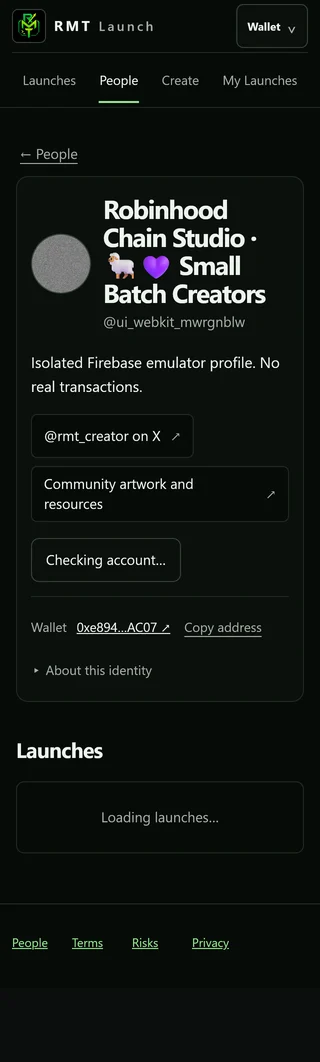 RMT Launch
Wallet
Launches People Create My Launches
← People
Robinhood
Chain Studio ·
🐑 💜 Small
Batch Creators
@ui_webkit_mwrgnblw
Isolated Firebase emulator profile. No
real transactions.
@rmt_creator on X ↗
Community artwork and
resources ↗
Checking account...
Wallet 0xe894...AC07 ↗ Copy address
‣ About this identity
Launches
Loading launches...
People Terms Risks Privacy